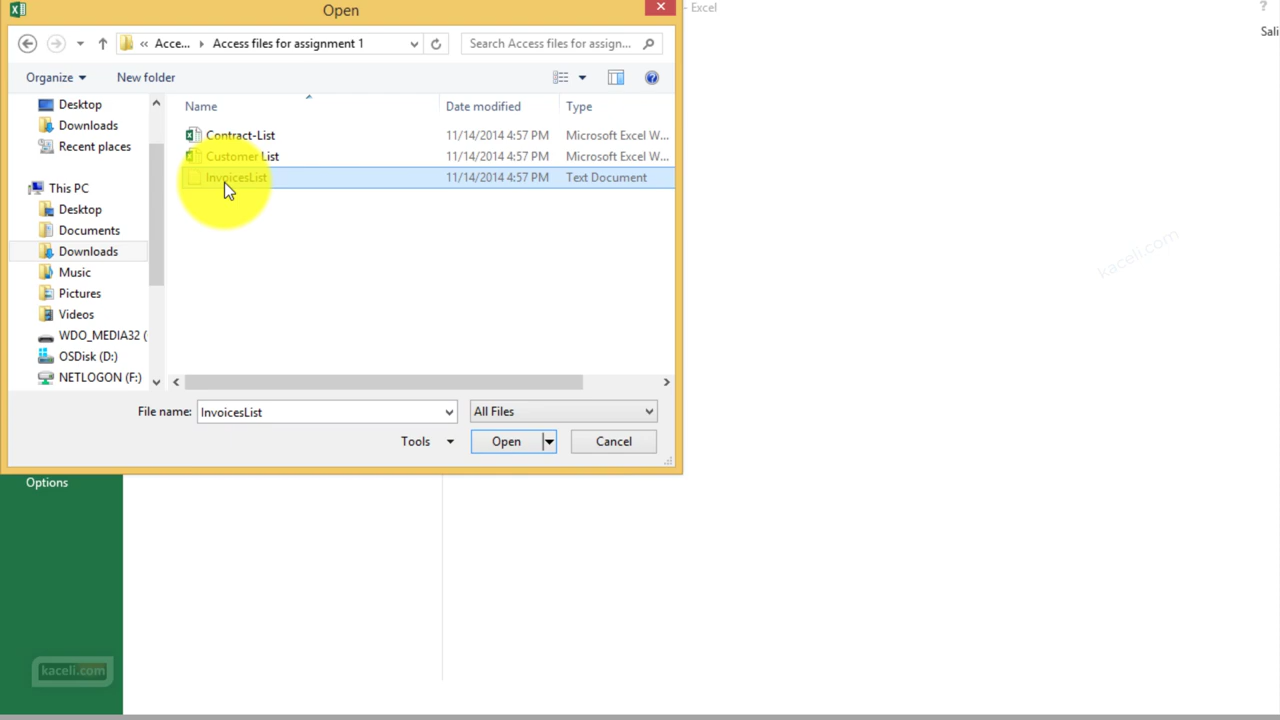 Open
- Excel
?
Sali
« Acce... › Access files for assignment 1
Search Access files for assign...
Organize
New folder
Name
Date modified
Type
Desktop
Downloads
Recent places
This PC
Desktop
Documents
Downloads
Music
Pictures
Videos
WDO_MEDIA32 (
OSDisk (D:)
NETLOGON (F:)
Contract-List 11/14/2014 4:57 PM Microsoft Excel W...
Customer List 11/14/2014 4:57 PM Microsoft Excel W...
InvoicesList 11/14/2014 4:57 PM Text Document
File name: InvoicesList
All Files
Tools
Open
Cancel
Options
kaceli.com
kaceli.com